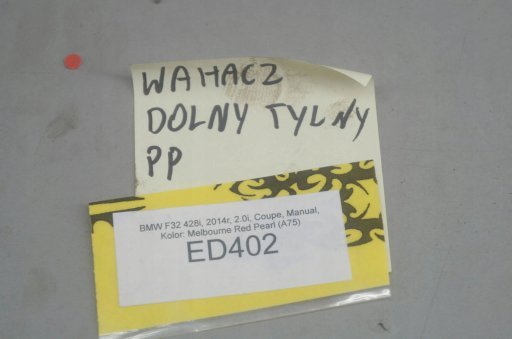 WAHACZ
DOLNY TYLNY
PP
BMW F32 428i, 2014r, 2.0i, Coupe, Manual,
Kolor: Melbourne Red Pearl (A75)
ED402